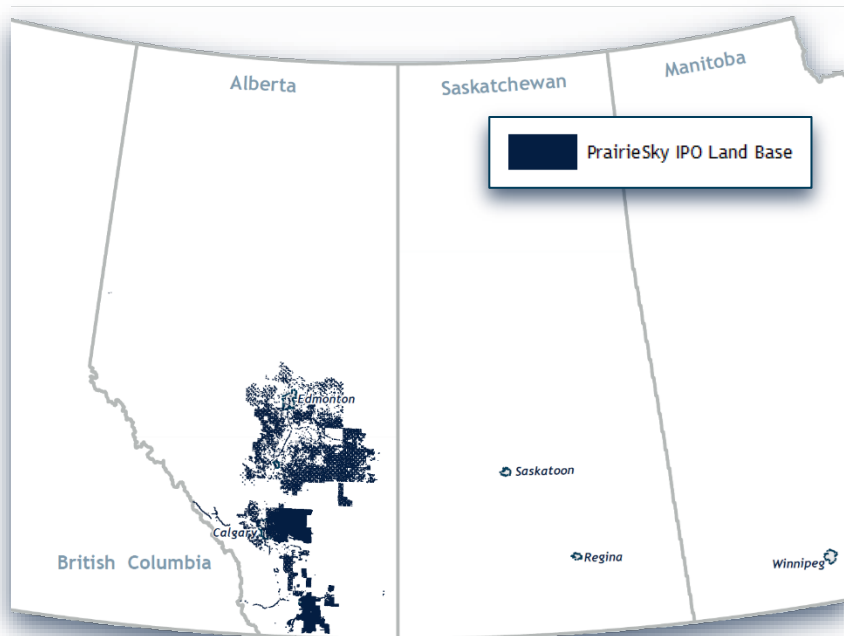 Manitoba
Alberta
Saskatchewan
PrairieSky IPO Land Base
Edmonton
Saskatoon
Calgary
Regina
British Columbia
Winnipeg